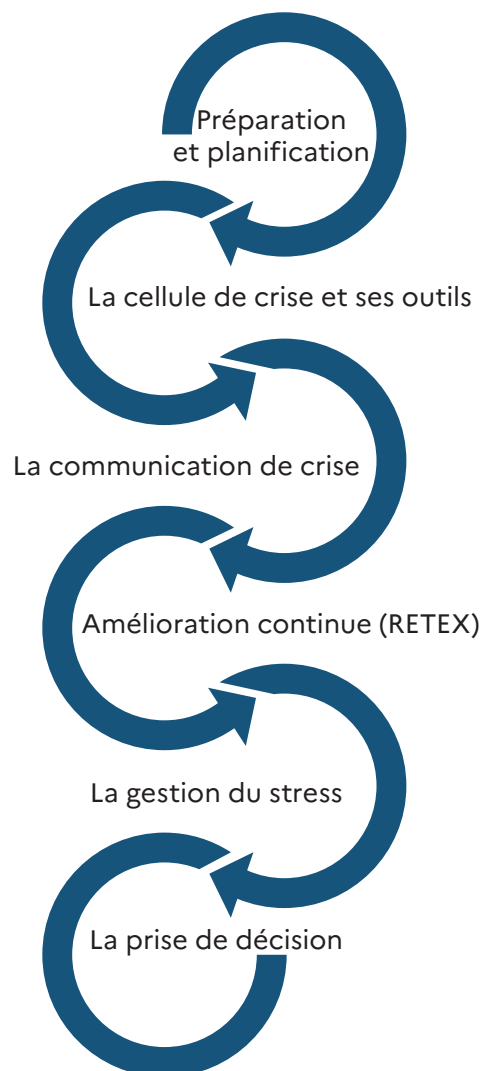 Préparation
et planification
La cellule de crise et ses outils
La communication de crise
Amélioration continue (RETEX)
La gestion du stress
La prise de décision